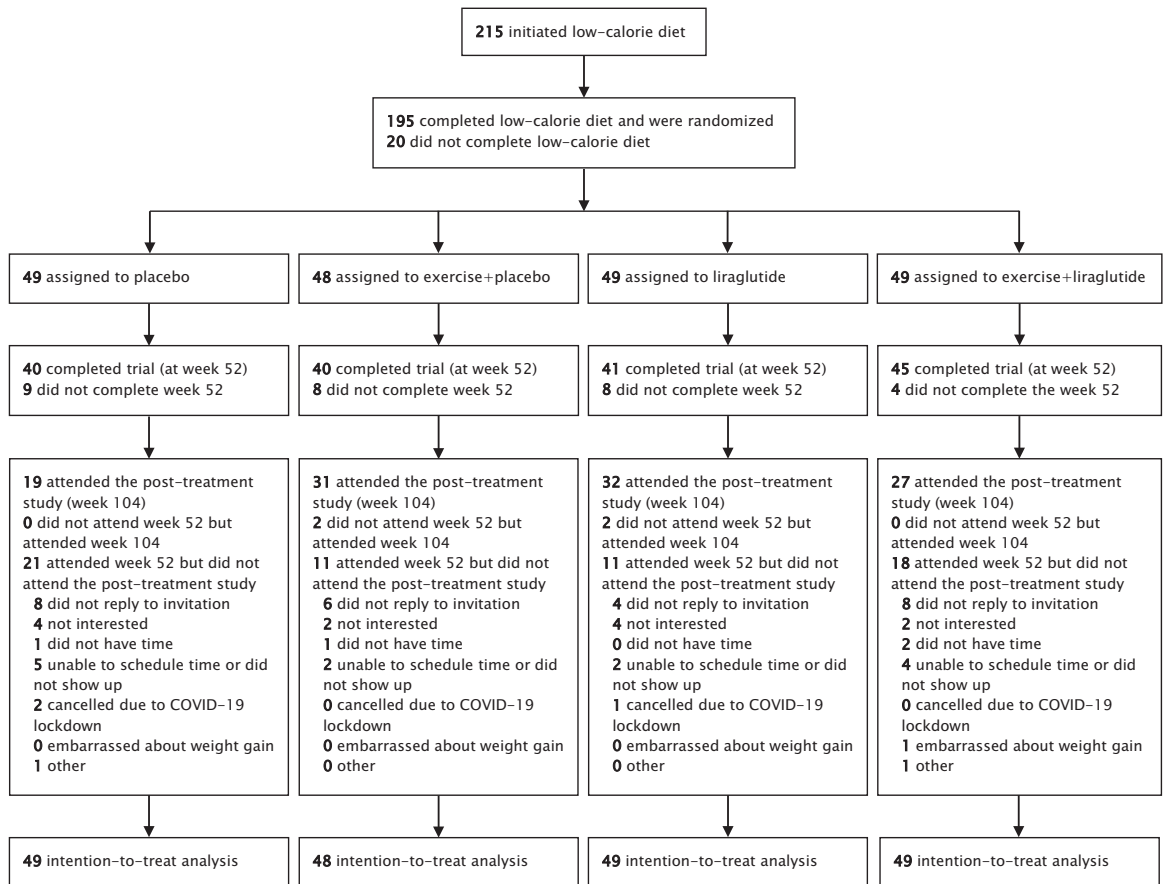 215 initiated low-calorie diet
195 completed low-calorie diet and were randomized
20 did not complete low-calorie diet
49 assigned to placebo
48 assigned to exercise+placebo
49 assigned to liraglutide
49 assigned to exercise+liraglutide
40 completed trial (at week 52)
9 did not complete week 52
40 completed trial (at week 52)
8 did not complete week 52
41 completed trial (at week 52)
8 did not complete week 52
45 completed trial (at week 52)
4 did not complete the week 52
19 attended the post-treatment
study (week 104)
0 did not attend week 52 but
attended week 104
21 attended week 52 but did not
attend the post-treatment study
8 did not reply to invitation
4 not interested
1 did not have time
5 unable to schedule time or did
not show up
2 cancelled due to COVID-19
lockdown
0 embarrassed about weight gain
1 other
31 attended the post-treatment
study (week 104)
2 did not attend week 52 but
attended week 104
11 attended week 52 but did not
attend the post-treatment study
6 did not reply to invitation
2 not interested
1 did not have time
2 unable to schedule time or did
not show up
0 cancelled due to COVID-19
lockdown
0 embarrassed about weight gain
0 other
32 attended the post-treatment
study (week 104)
2 did not attend week 52 but
attended week 104
11 attended week 52 but did not
attend the post-treatment study
4 did not reply to invitation
4 not interested
0 did not have time
2 unable to schedule time or did
not show up
1 cancelled due to COVID-19
lockdown
0 embarrassed about weight gain
0 other
27 attended the post-treatment
study (week 104)
0 did not attend week 52 but
attended week 104
18 attended week 52 but did not
attend the post-treatment study
8 did not reply to invitation
2 not interested
2 did not have time
4 unable to schedule time or did
not show up
0 cancelled due to COVID-19
lockdown
1 embarrassed about weight gain
1 other
49 intention-to-treat analysis
48 intention-to-treat analysis
49 intention-to-treat analysis
49 intention-to-treat analysis